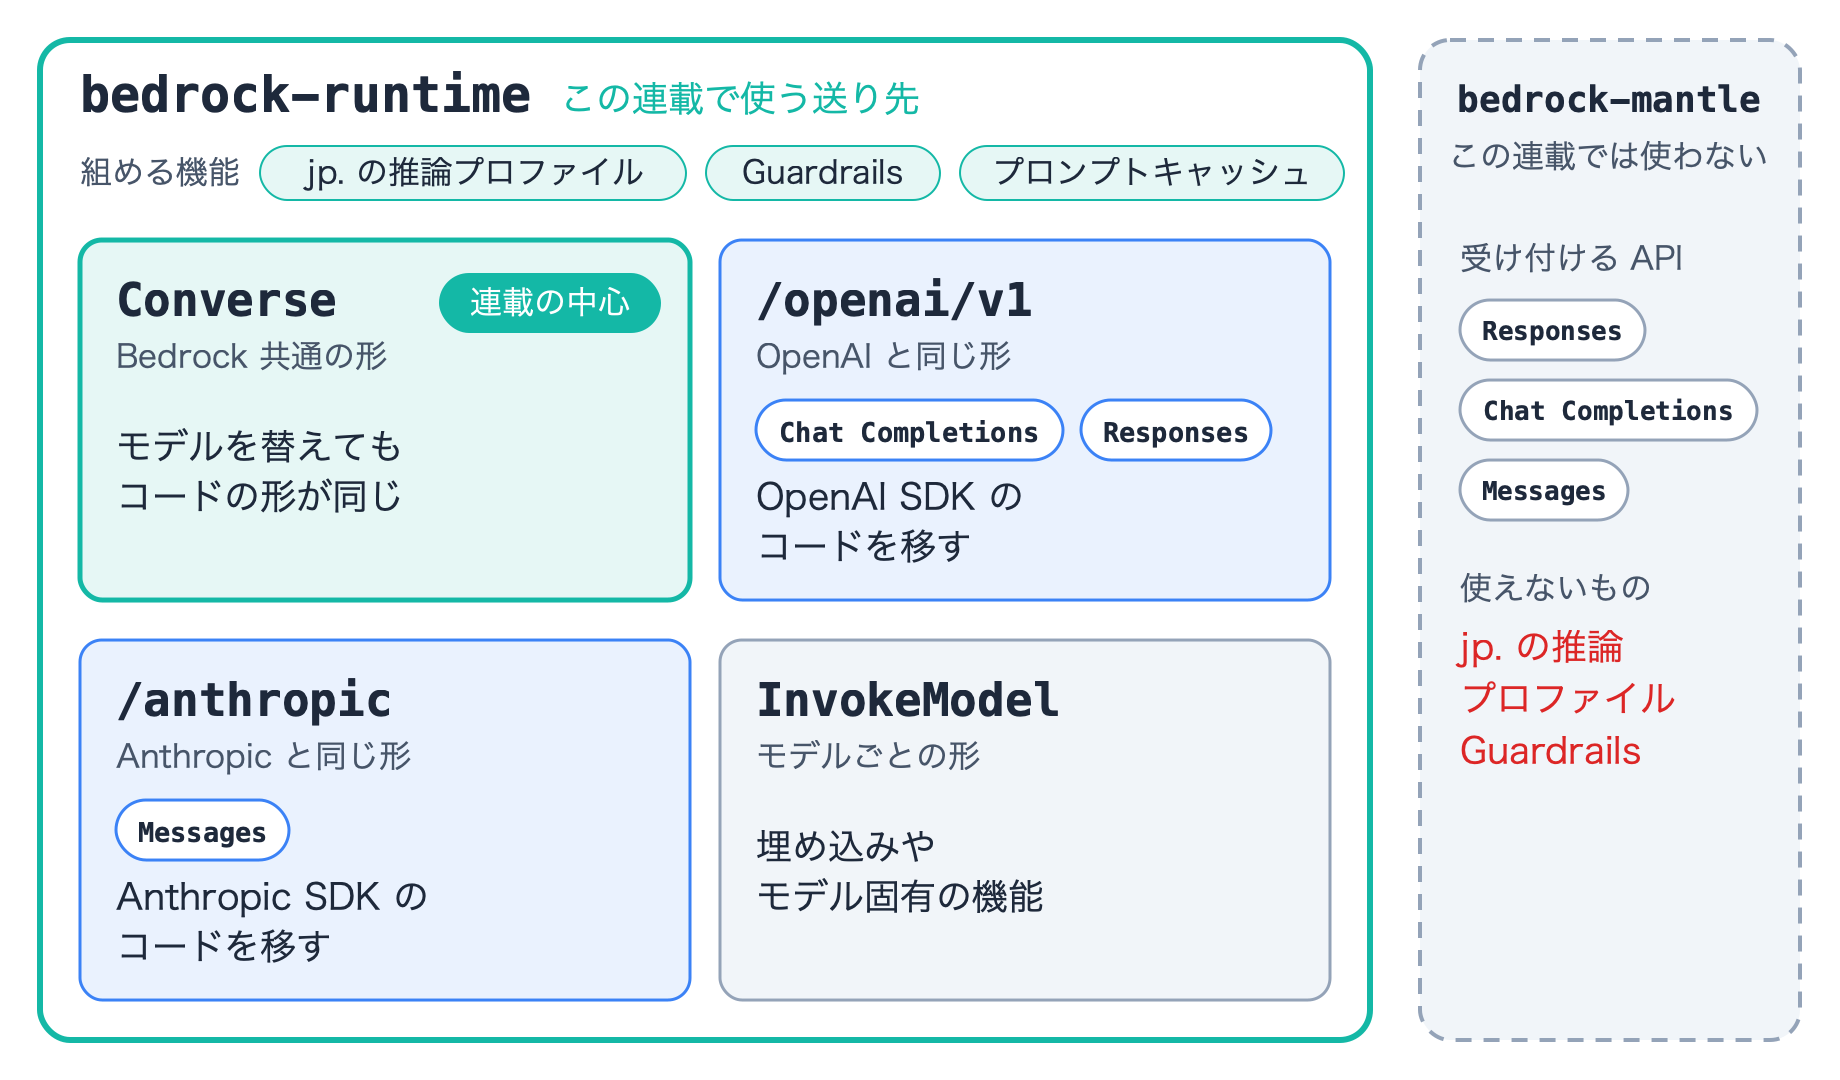 bedrock-runtime この連載で使う送り先
組める機能 jp. の推論プロファイル Guardrails プロンプトキャッシュ
Converse 連載の中心
Bedrock 共通の形
モデルを替えても
コードの形が同じ
/openai/v1
OpenAI と同じ形
Chat Completions Responses
OpenAI SDK の
コードを移す
/anthropic
Anthropic と同じ形
Messages
Anthropic SDK の
コードを移す
InvokeModel
モデルごとの形
埋め込みや
モデル固有の機能
bedrock-mantle
この連載では使わない
受け付ける API
Responses
Chat Completions
Messages
使えないもの
jp. の推論
プロファイル
Guardrails